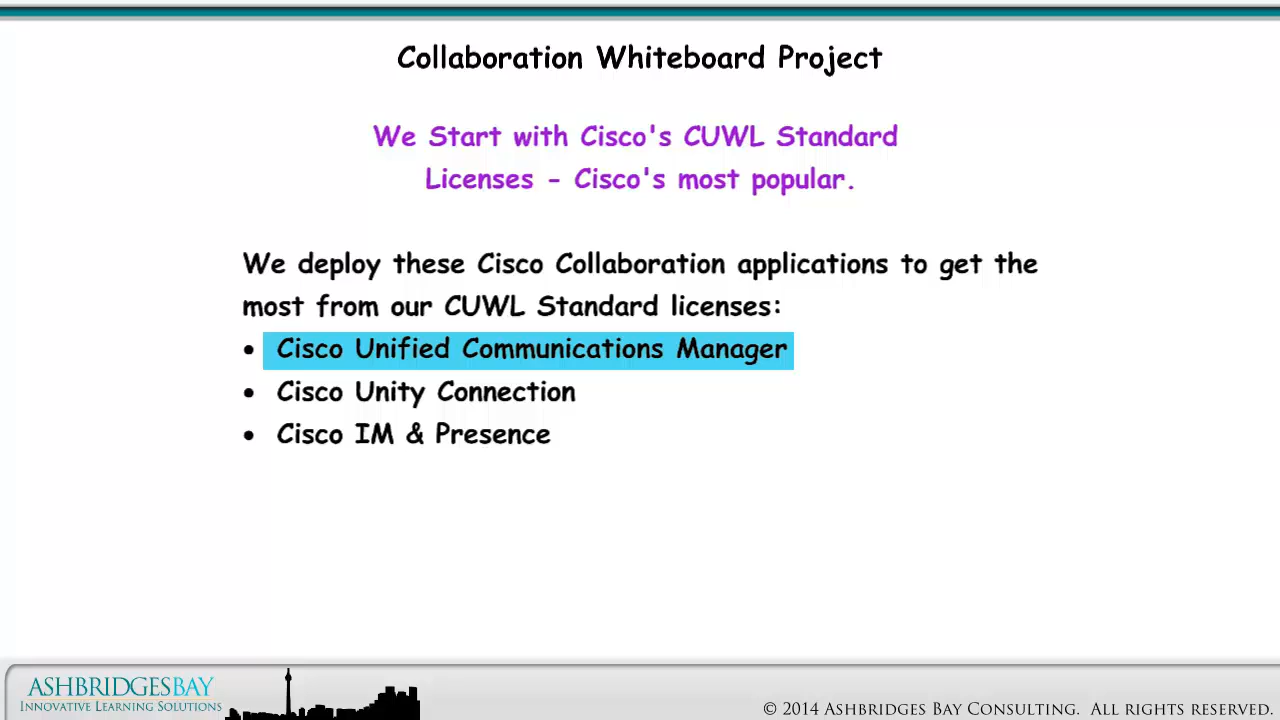 Collaboration Whiteboard Project
We Start with Cisco's CUWL Standard
Licenses - Cisco's most popular.
We deploy these Cisco Collaboration applications to get the
most from our CUWL Standard licenses:
• Cisco Unified Communications Manager
• Cisco Unity Connection
• Cisco IM & Presence
ASHBRIDGESBAY
INNOVATIVE LEARNING SOLUTIONS
© 2014 ASHBRIDGES BAY CONSULTING. ALL RIGHTS RESERVED.